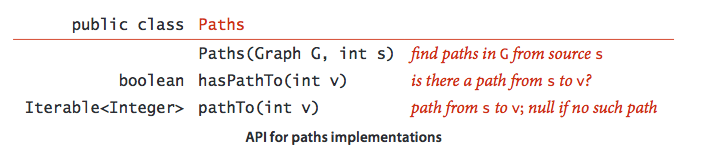 public class Paths
Paths(Graph G, int s) find paths in G from source s
boolean hasPathTo(int v) is there a path from s to v?
Iterable<Integer> pathTo(int v) path from s to v; null if no such path
API for paths implementations